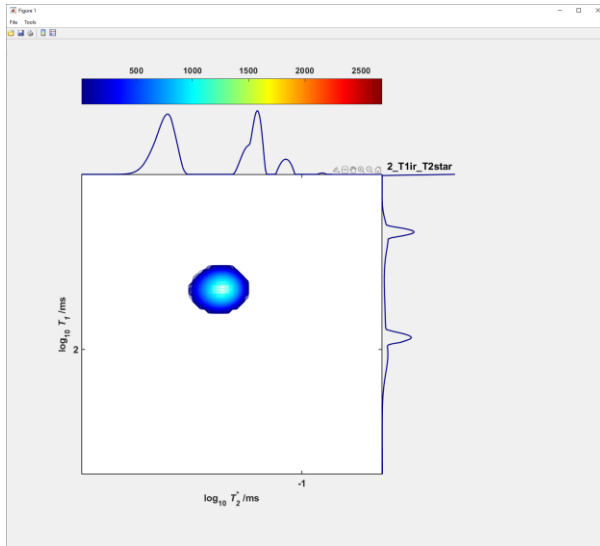 Figure 1
File Tools
500 1000 1500 2000 2500
2_T1ir_T2star
log10 T1 /ms
2
-1
log10 T2* /ms